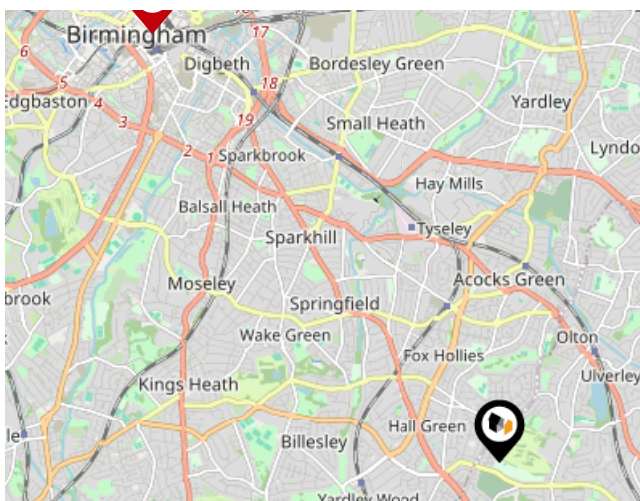 17
Birmingham
6
Digbeth
Bordesley Green
5
18
Edgbaston
4
Yardley
3
19
Small Heath
2
1
Lyndo
Sparkbrook
Hay Mills
Balsall Heath
Sparkhill
Tyseley
Moseley
Acocks Green
brook
Springfield
Wake Green
Olton
Fox Hollies
Ulverley
Kings Heath
Hall Green
le
Billesley
Yardley Wood